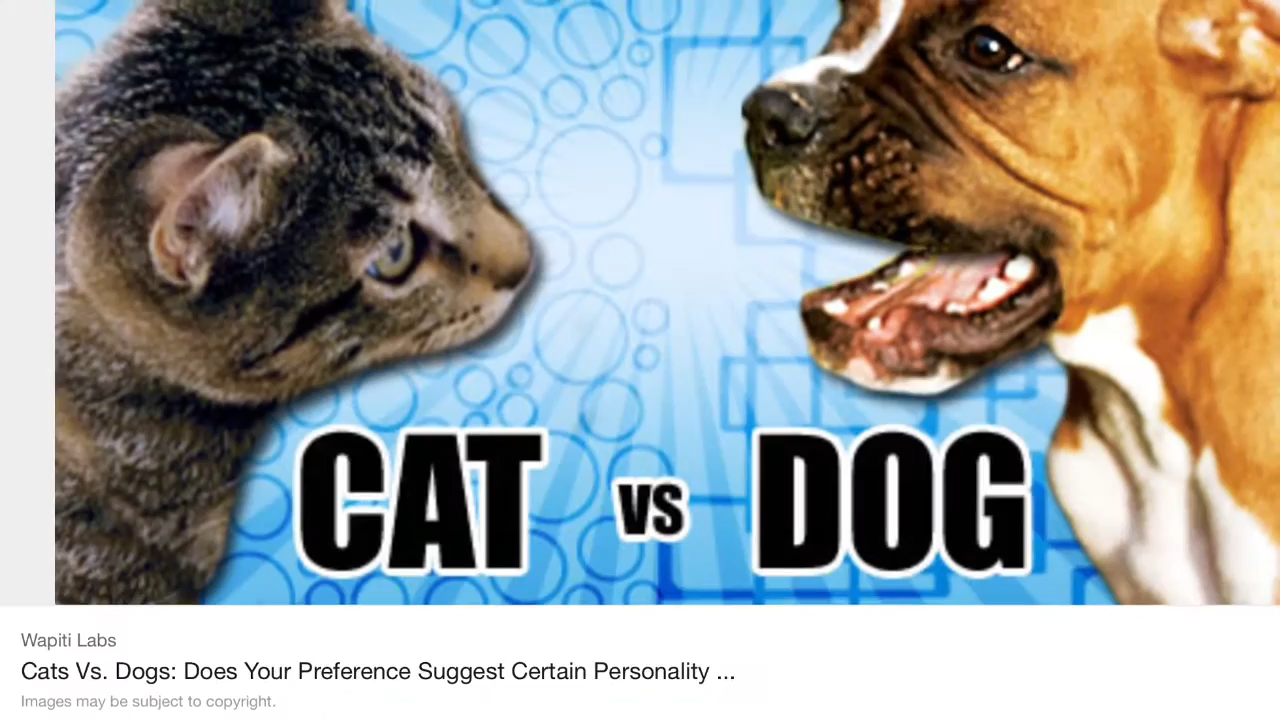 CAT VS DOG
Wapiti Labs
Cats Vs. Dogs: Does Your Preference Suggest Certain Personality ...
Images may be subject to copyright.